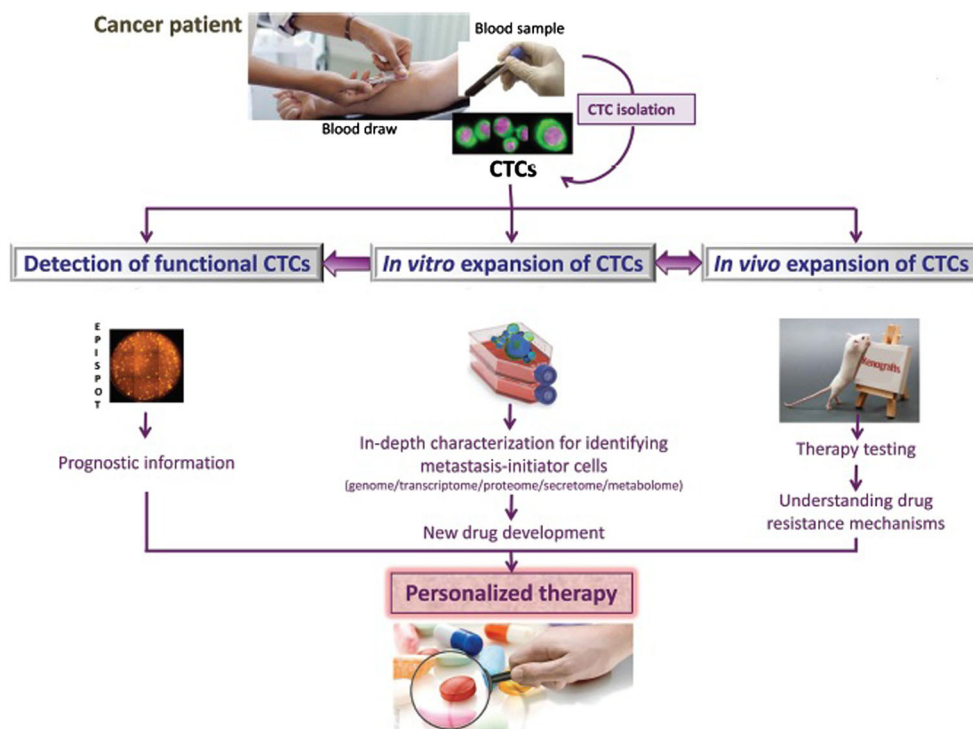 Cancer patient
Blood sample
CTC isolation
Blood draw
CTCs
Detection of functional CTCs
In vitro expansion of CTCs
In vivo expansion of CTCs
EPISPOT
Xenografts
Prognostic information
In-depth characterization for identifying
metastasis-initiator cells
(genome/transcriptome/proteome/secretome/metabolome)
New drug development
Therapy testing
Understanding drug
resistance mechanisms
Personalized therapy